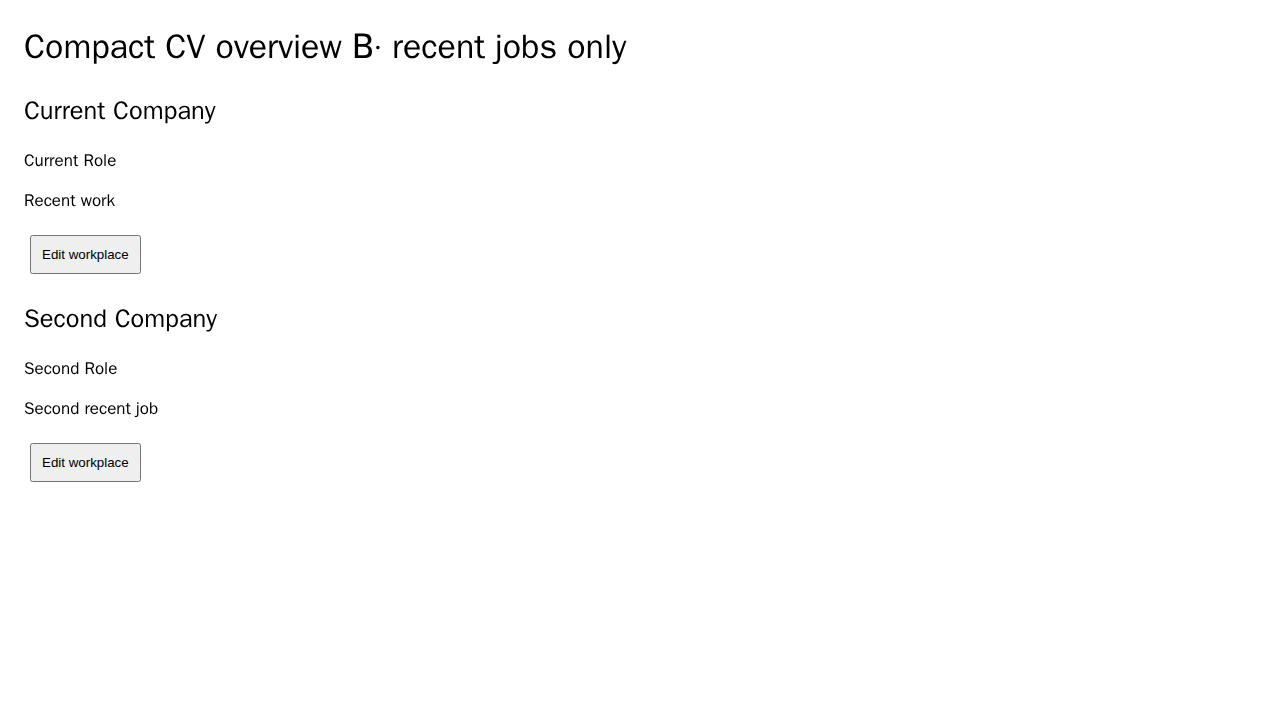 Compact CV overview В· recent jobs only
Current Company
Current Role
Recent work
Edit workplace
Second Company
Second Role
Second recent job
Edit workplace